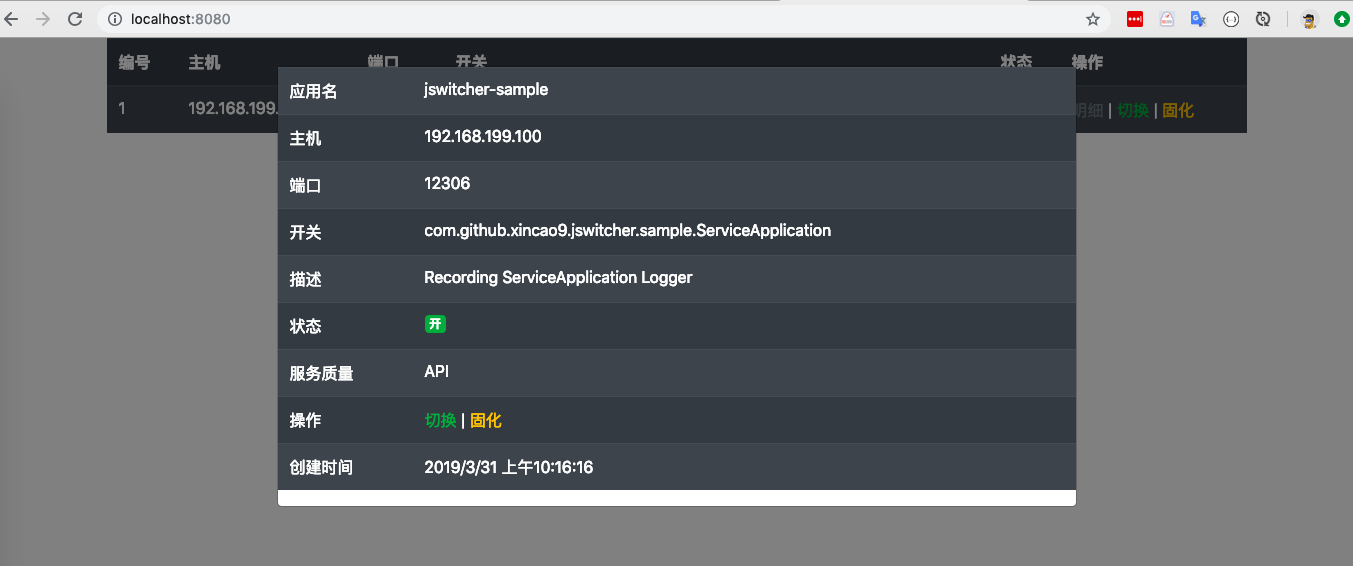 localhost:8080
编号 主机 端口 开关 状态 操作
1 192.168.199. 明细 | 切换 | 固化
应用名 jswitcher-sample
主机 192.168.199.100
端口 12306
开关 com.github.xincao9.jswitcher.sample.ServiceApplication
描述 Recording ServiceApplication Logger
状态 开
服务质量 API
操作 切换 | 固化
创建时间 2019/3/31 上午10:16:16